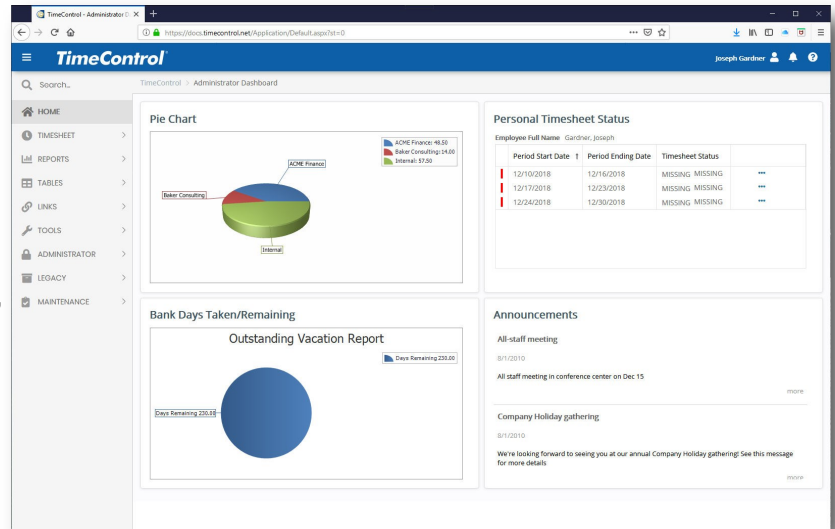 TimeControl - Administrator D
https://docs.timecontrol.net/Application/Default.aspx?st=0
TimeControl
Joseph Gardner
Search...
TimeControl > Administrator Dashboard
HOME
TIMESHEET
REPORTS
TABLES
LINKS
TOOLS
ADMINISTRATOR
LEGACY
MAINTENANCE
Pie Chart
ACME Finance: 48.50
Baker Consulting: 14.00
Internal: 57.50
ACME Finance
Baker Consulting
Internal
Personal Timesheet Status
Employee Full Name Gardner, Joseph
Period Start Date ↑ Period Ending Date Timesheet Status
12/10/2018 12/16/2018 MISSING MISSING
12/17/2018 12/23/2018 MISSING MISSING
12/24/2018 12/30/2018 MISSING MISSING
Bank Days Taken/Remaining
Outstanding Vacation Report
Days Remaining 230.00
Days Remaining 230.00
Announcements
All-staff meeting
8/1/2010
All staff meeting in conference center on Dec 15
more
Company Holiday gathering
8/1/2010
We're looking forward to seeing you at our annual Company Holiday gathering! See this message
for more details
more